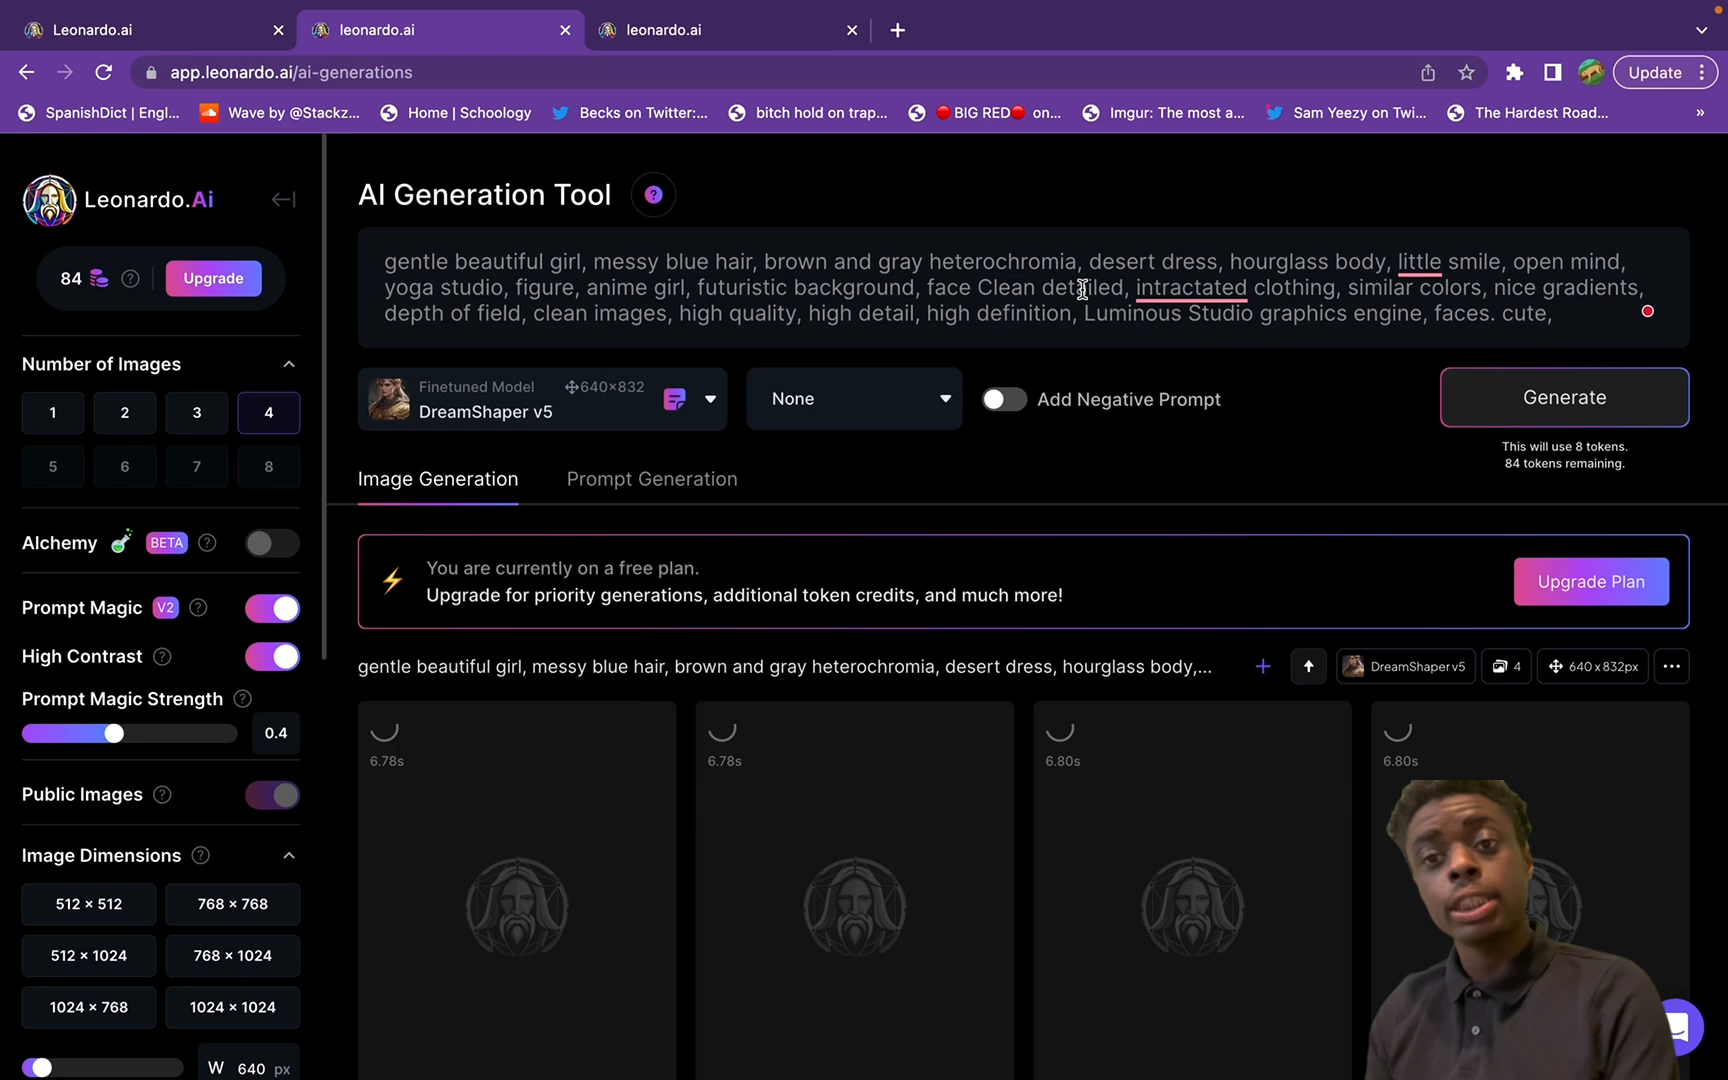 Leonardo.ai
leonardo.ai
leonardo.ai
app.leonardo.ai/ai-generations
Update
SpanishDict | Engl...
Wave by @Stackz...
Home | Schoology
Becks on Twitter:...
bitch hold on trap...
🔴BIG RED🔴 on...
Imgur: The most a...
Sam Yeezy on Twi...
The Hardest Road...
»
Leonardo.Ai
84
Upgrade
Number of Images
1 2 3 4
5 6 7 8
Alchemy BETA
Prompt Magic V2
High Contrast
Prompt Magic Strength
0.4
Public Images
Image Dimensions
512 × 512 768 × 768
512 × 1024 768 × 1024
1024 × 768 1024 × 1024
W 640 px
AI Generation Tool
gentle beautiful girl, messy blue hair, brown and gray heterochromia, desert dress, hourglass body, little smile, open mind,
yoga studio, figure, anime girl, futuristic background, face Clean detailed, intractated clothing, similar colors, nice gradients,
depth of field, clean images, high quality, high detail, high definition, Luminous Studio graphics engine, faces. cute,
Finetuned Model 640×832
DreamShaper v5
None
Add Negative Prompt
Generate
This will use 8 tokens.
84 tokens remaining.
Image Generation Prompt Generation
You are currently on a free plan.
Upgrade for priority generations, additional token credits, and much more!
Upgrade Plan
gentle beautiful girl, messy blue hair, brown and gray heterochromia, desert dress, hourglass body,...
DreamShaper v5 4 640 x 832px
6.78s 6.78s 6.80s 6.80s